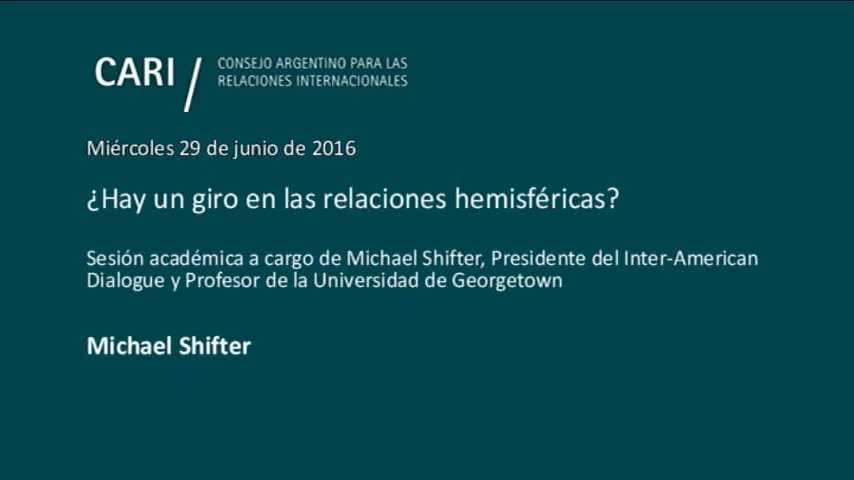 CARI/
CONSEJO ARGENTINO PARA LAS
RELACIONES INTERNACIONALES
Miércoles 29 de junio de 2016
¿Hay un giro en las relaciones hemisféricas?
Sesión académica a cargo de Michael Shifter, Presidente del Inter-American
Dialogue y Profesor de la Universidad de Georgetown
Michael Shifter